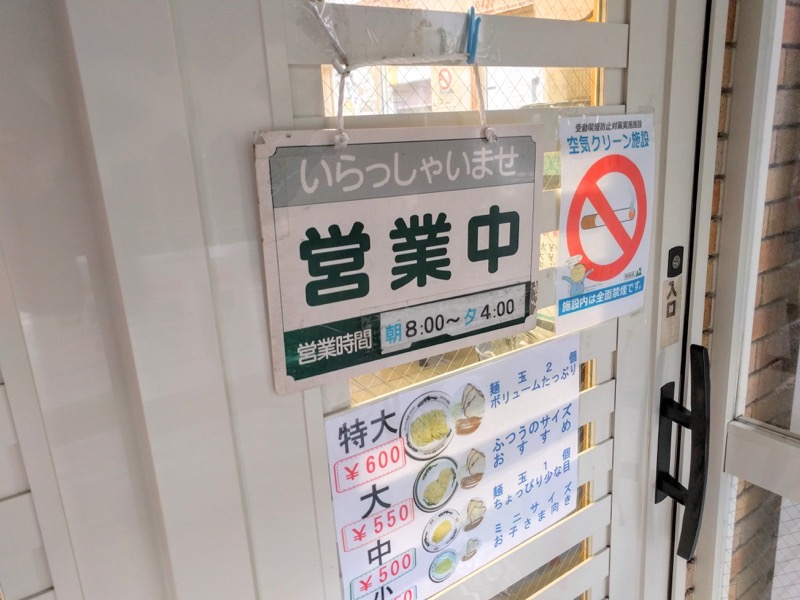 いらっしゃいませ
営業中
営業時間 朝8:00〜夕4:00
受動喫煙防止対策実施施設
空気クリーン施設
施設内は全面禁煙です。
入口
特大
¥600
麺玉2個
ボリュームたっぷり
大
¥550
ふつうのサイズ
おすすめ
中
¥500
麺玉1個
ちょっぴり少な目
小
ミニサイズ
お子さま向き